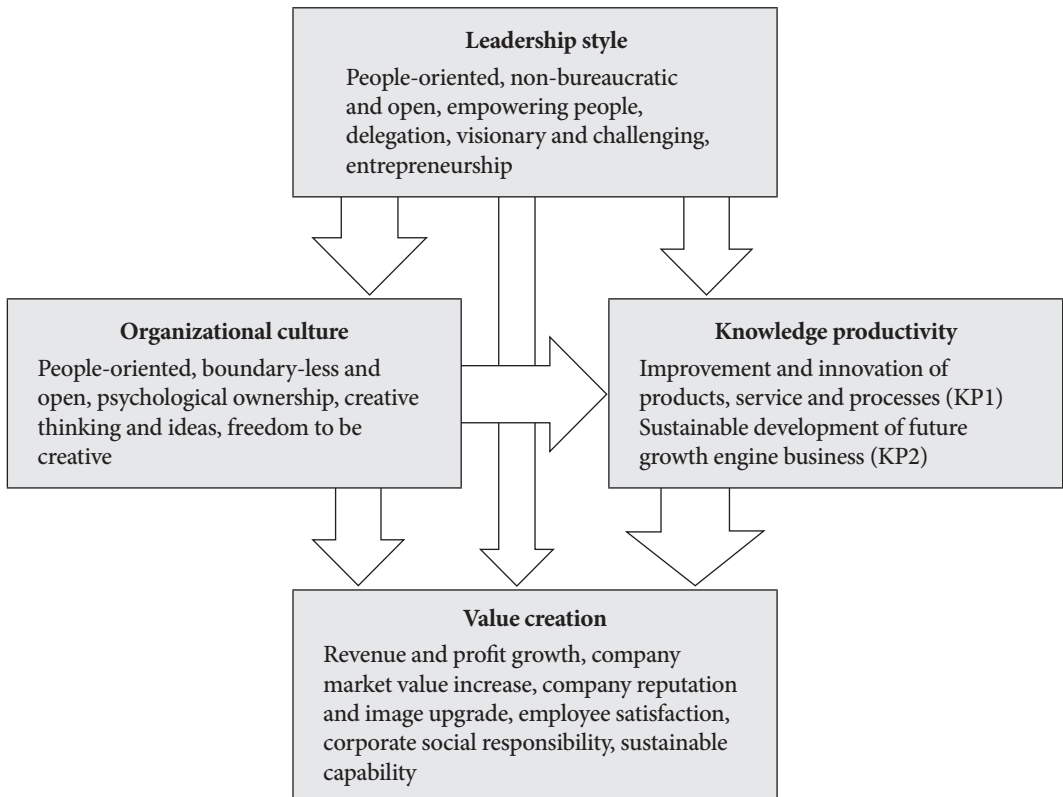 Leadership style
People-oriented, non-bureaucratic
and open, empowering people,
delegation, visionary and challenging,
entrepreneurship
Organizational culture
People-oriented, boundary-less and
open, psychological ownership, creative
thinking and ideas, freedom to be
creative
Knowledge productivity
Improvement and innovation of
products, service and processes (KP1)
Sustainable development of future
growth engine business (KP2)
Value creation
Revenue and profit growth, company
market value increase, company reputation
and image upgrade, employee satisfaction,
corporate social responsibility, sustainable
capability